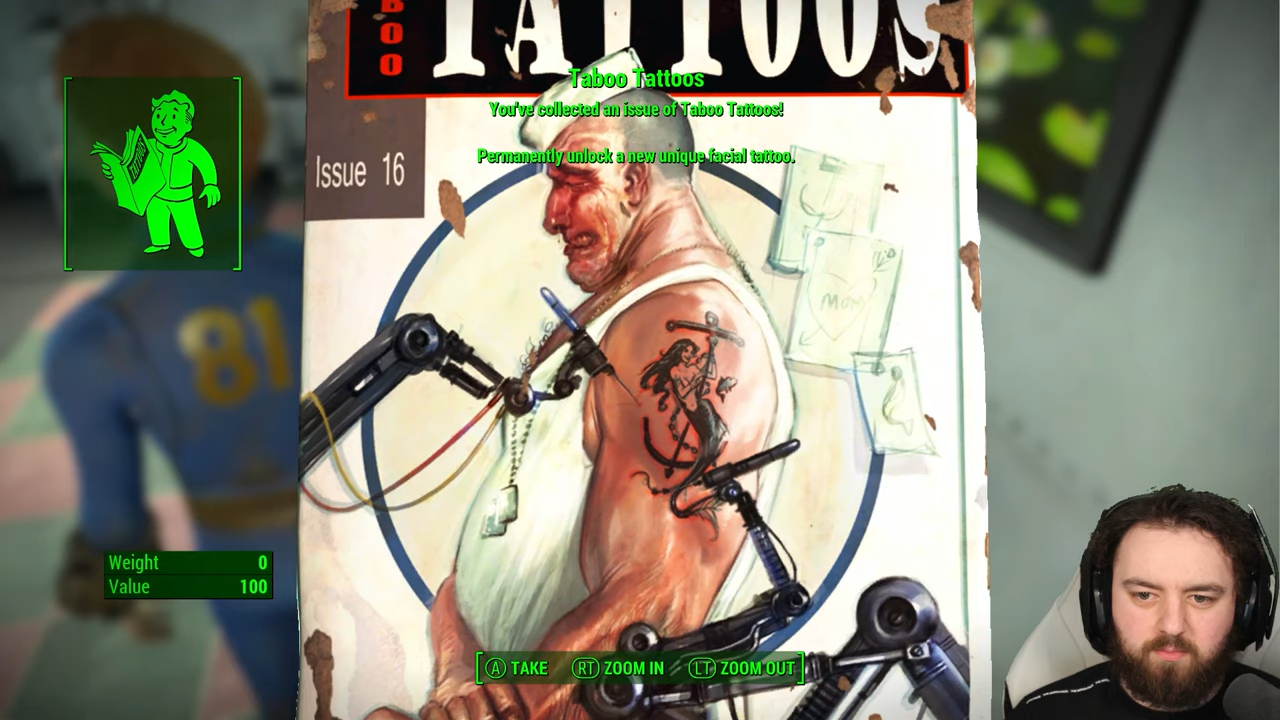 BOO
TATTOOS
Taboo Tattoos
You've collected an issue of Taboo Tattoos!
Permanently unlock a new unique facial tattoo.
Issue 16
MOM
81
Weight 0
Value 100
A TAKE RT ZOOM IN LT ZOOM OUT